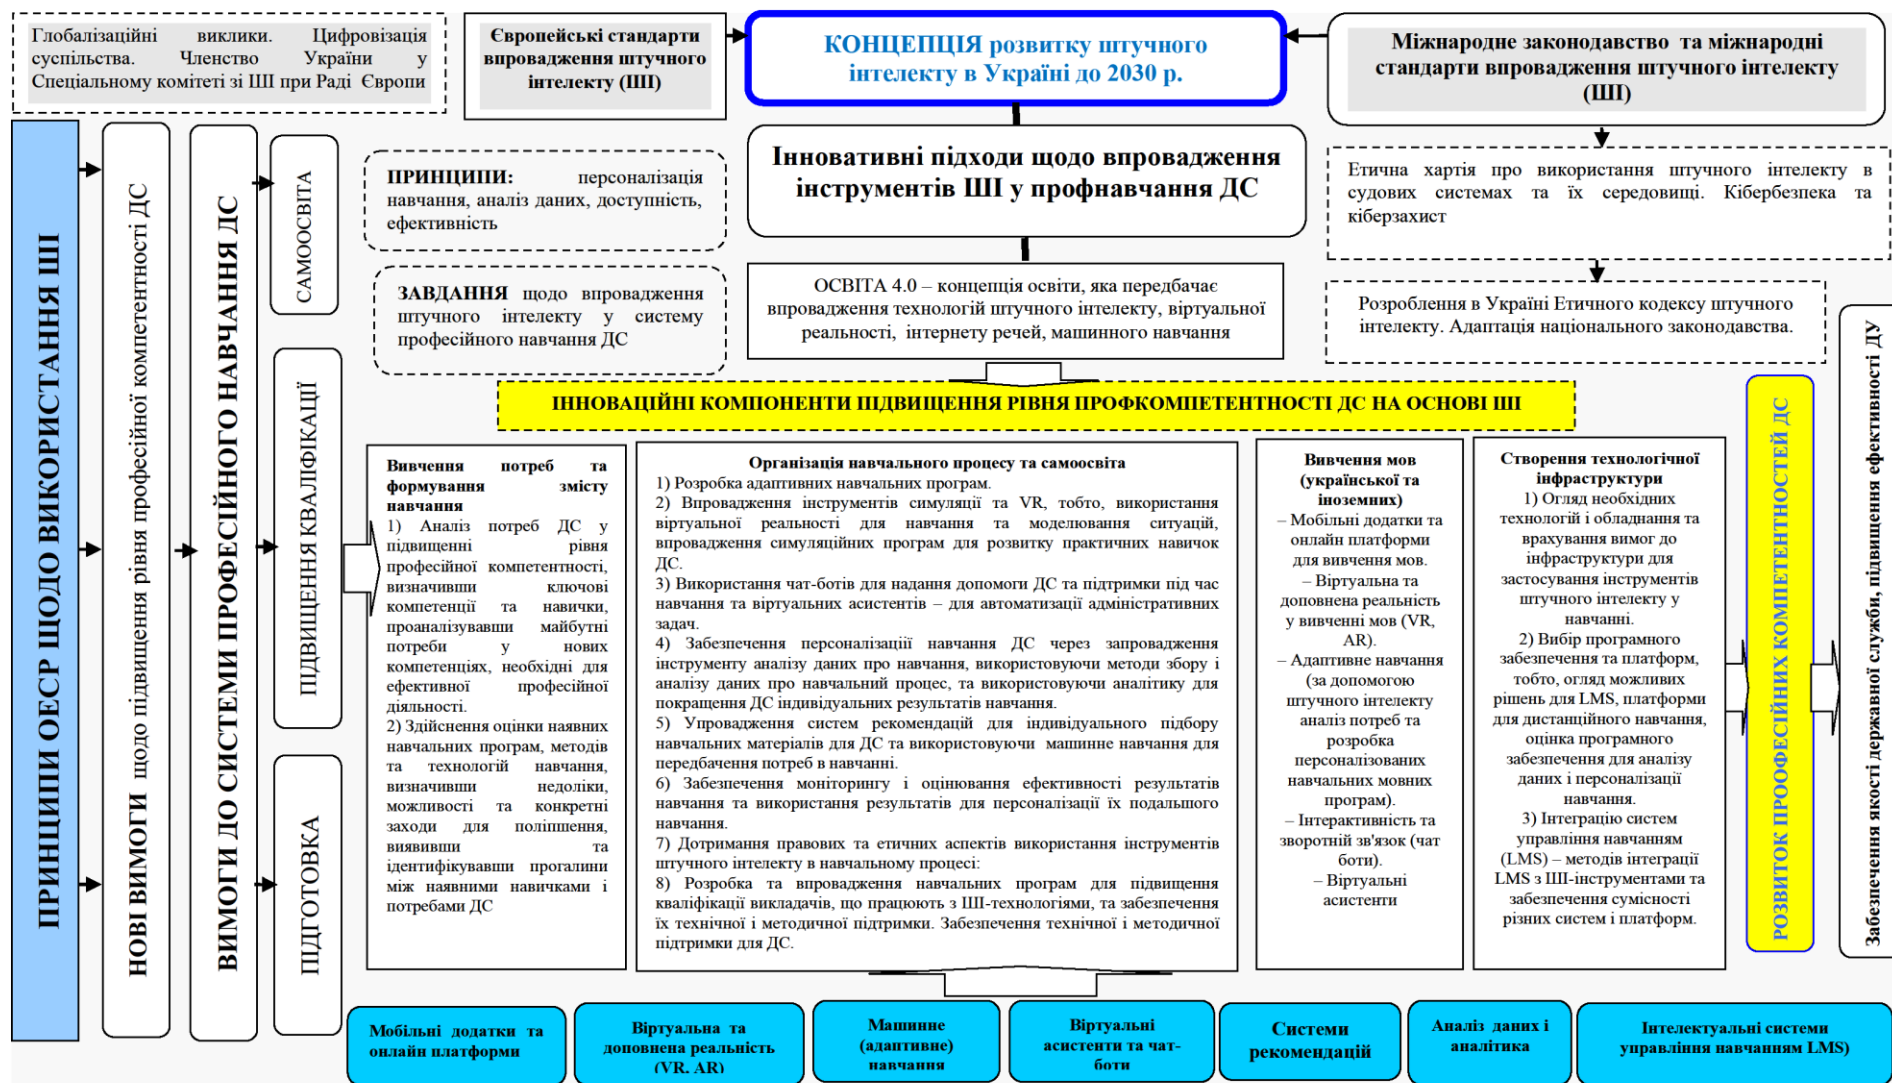 Глобалізаційні виклики. Цифровізація
суспільства. Членство України у
Спеціальному комітеті зі ШІ при Раді Європи
Європейські стандарти
впровадження штучного
інтелекту (ШІ)
КОНЦЕПЦІЯ розвитку штучного
інтелекту в Україні до 2030 р.
Міжнародне законодавство та міжнародні
стандарти впровадження штучного інтелекту
(ШІ)
ПРИНЦИПИ ОЕСР ЩОДО ВИКОРИСТАННЯ ШІ
НОВІ ВИМОГИ щодо підвищення рівня професійної компетентності ДС
ВИМОГИ ДО СИСТЕМИ ПРОФЕСІЙНОГО НАВЧАННЯ ДС
САМООСВІТА
ПІДВИЩЕННЯ КВАЛІФІКАЦІЇ
ПІДГОТОВКА
ПРИНЦИПИ: персоналізація
навчання, аналіз даних, доступність,
ефективність
ЗАВДАННЯ щодо впровадження
штучного інтелекту у систему
професійного навчання ДС
Інноватівні підходи щодо впровадження
інструментів ШІ у профнавчання ДС
ОСВІТА 4.0 – концепція освіти, яка передбачає
впровадження технологій штучного інтелекту, віртуальної
реальності, інтернету речей, машинного навчання
Етична хартія про використання штучного інтелекту в
судових системах та їх середовищі. Кібербезпека та
кіберзахист
Розроблення в Україні Етичного кодексу штучного
інтелекту. Адаптація національного законодавства.
ІННОВАЦІЙНІ КОМПОНЕНТИ ПІДВИЩЕННЯ РІВНЯ ПРОФКОМПЕТЕНТНОСТІ ДС НА ОСНОВІ ШІ
Вивчення потреб та
формування змісту
навчання
1) Аналіз потреб ДС у
підвищенні рівня
професійної компетентності,
визначивши ключові
компетенції та навички,
проаналізувавши майбутні
потреби у нових
компетенціях, необхідні для
ефективної професійної
діяльності.
2) Здійснення оцінки наявних
навчальних програм, методів
та технологій навчання,
визначивши недоліки,
можливості та конкретні
заходи для поліпшення,
виявивши та
ідентифікувавши прогалини
між наявними навичками і
потребами ДС
Організація навчального процесу та самоосвіта
1) Розробка адаптивних навчальних програм.
2) Впровадження інструментів симуляції та VR, тобто, використання
віртуальної реальності для навчання та моделювання ситуацій,
впровадження симуляційних програм для розвитку практичних навичок
ДС.
3) Використання чат-ботів для надання допомоги ДС та підтримки під час
навчання та віртуальних асистентів – для автоматизації адміністративних
задач.
4) Забезпечення персоналізаціії навчання ДС через запровадження
інструменту аналізу даних про навчання, використовуючи методи збору і
аналізу даних про навчальний процес, та використовуючи аналітику для
покращення ДС індивідуальних результатів навчання.
5) Упровадження систем рекомендацій для індивідуального підбору
навчальних матеріалів для ДС та використовуючи машинне навчання для
передбачення потреб в навчанні.
6) Забезпечення моніторингу і оцінювання ефективності результатів
навчання та використання результатів для персоналізації їх подальшого
навчання.
7) Дотримання правових та етичних аспектів використання інструментів
штучного інтелекту в навчальному процесі:
8) Розробка та впровадження навчальних програм для підвищення
кваліфікації викладачів, що працюють з ШІ-технологіями, та забезпечення
їх технічної і методичної підтримки. Забезпечення технічної і методичної
підтримки для ДС.
Вивчення мов
(української та
іноземних)
– Мобільні додатки та
онлайн платформи
для вивчення мов.
– Віртуальна та
доповнена реальність
у вивченні мов (VR,
AR).
– Адаптивне навчання
(за допомогою
штучного інтелекту
аналіз потреб та
розробка
персоналізованих
навчальних мовних
програм).
– Інтерактивність та
зворотній зв'язок (чат
боти).
– Віртуальні
асистенти
Створення технологічної
інфраструктури
1) Огляд необхідних
технологій і обладнання та
врахування вимог до
інфраструктури для
застосування інструментів
штучного інтелекту у
навчанні.
2) Вибір програмного
забезпечення та платформ,
тобто, огляд можливих
рішень для LMS, платформи
для дистанційного навчання,
оцінка програмного
забезпечення для аналізу
даних і персоналізації
навчання.
3) Інтеграцію систем
управління навчанням
(LMS) – методів інтеграції
LMS з ШІ-інструментами та
забезпечення сумісності
різних систем і платформ.
РОЗВИТОК ПРООФЕСІЙНИХ КОМПЕТЕНТНОСТЕЙ ДС
Забезпечення якості державної служби, підвищення ефективності ДУ
Мобільні додатки та
онлайн платформи
Віртуальна та
доповнена реальність
(VR, AR)
Машинне
(адаптивне)
навчання
Віртуальні
асистенти та чат-
боти
Системи
рекомендацій
Аналіз даних і
аналітика
Інтелектуальні системи
управління навчанням LMS)